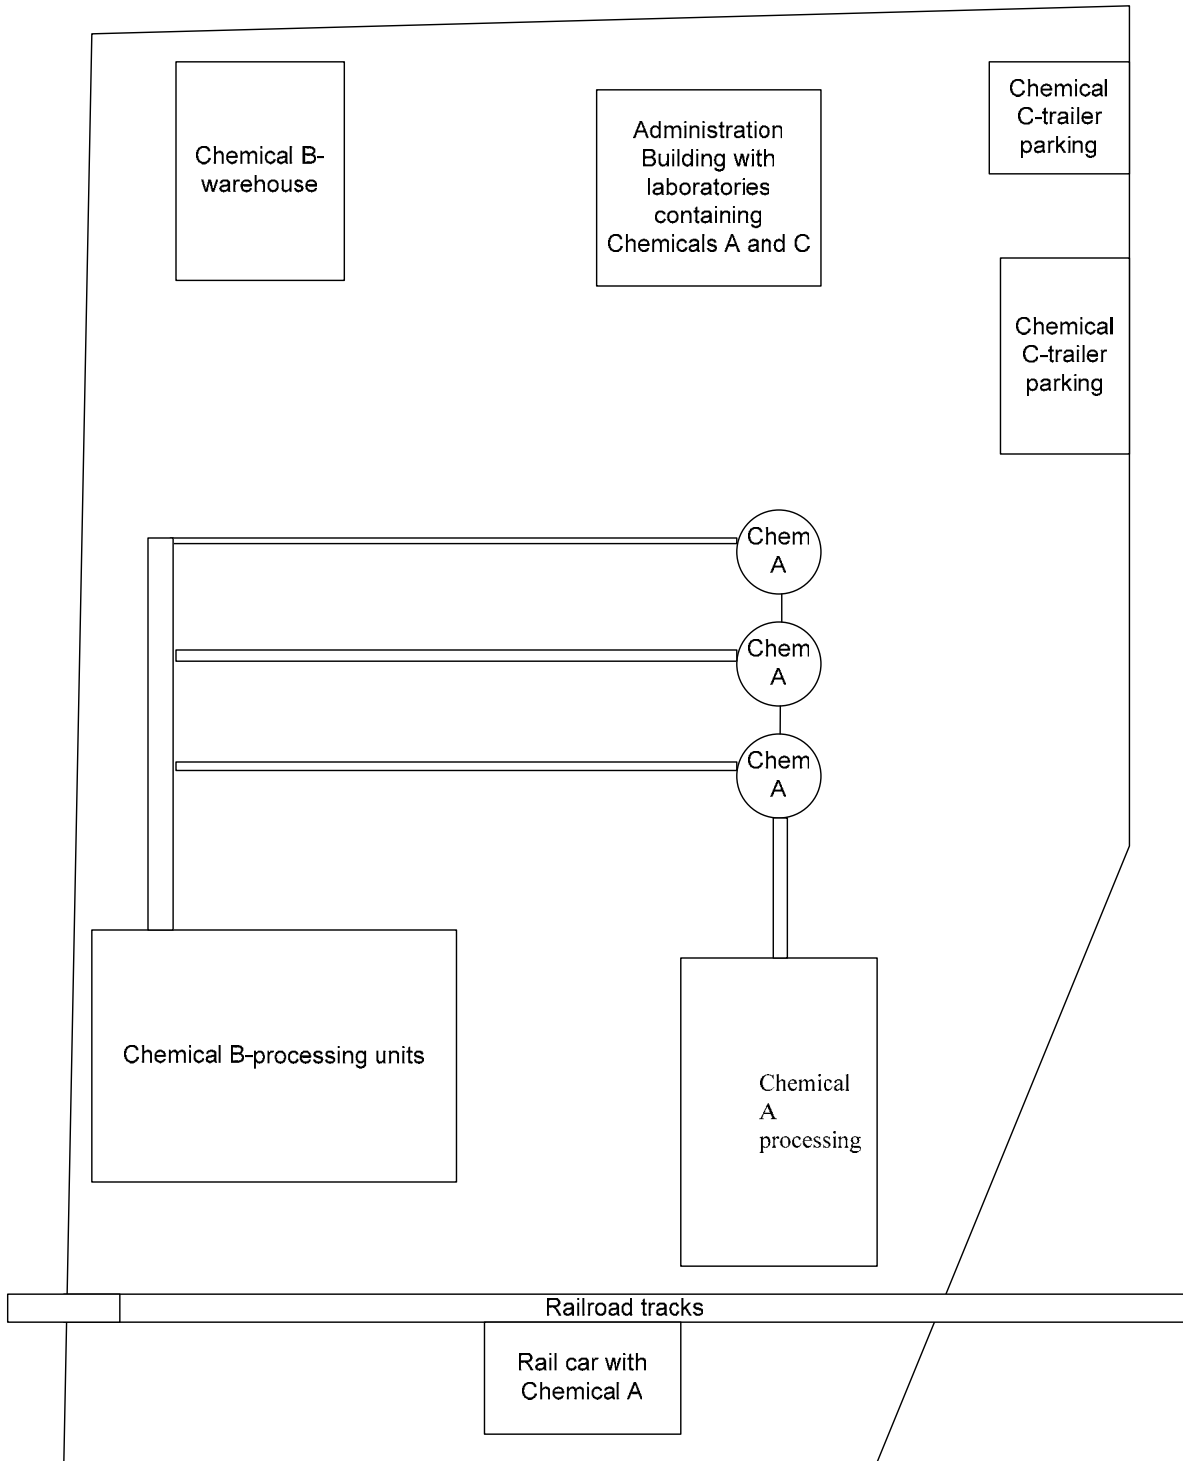 Chemical B-
warehouse
Administration
Building with
laboratories
containing
Chemicals A and C
Chemical
C-trailer
parking
Chemical
C-trailer
parking
Chem
A
Chem
A
Chem
A
Chemical B-processing units
Chemical
A
processing
Railroad tracks
Rail car with
Chemical A